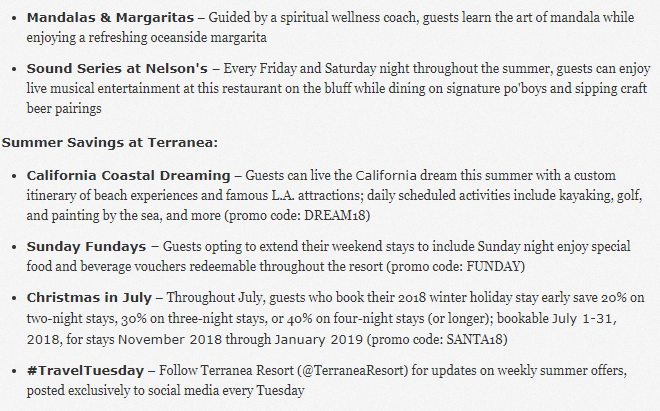 • Mandalas & Margaritas – Guided by a spiritual wellness coach, guests learn the art of mandala while
enjoying a refreshing oceanside margarita
• Sound Series at Nelson's – Every Friday and Saturday night throughout the summer, guests can enjoy
live musical entertainment at this restaurant on the bluff while dining on signature po'boys and sipping craft
beer pairings
Summer Savings at Terranea:
• California Coastal Dreaming – Guests can live the California dream this summer with a custom
itinerary of beach experiences and famous L.A. attractions; daily scheduled activities include kayaking, golf,
and painting by the sea, and more (promo code: DREAM18)
• Sunday Fundays – Guests opting to extend their weekend stays to include Sunday night enjoy special
food and beverage vouchers redeemable throughout the resort (promo code: FUNDAY)
• Christmas in July – Throughout July, guests who book their 2018 winter holiday stay early save 20% on
two-night stays, 30% on three-night stays, or 40% on four-night stays (or longer); bookable July 1-31,
2018, for stays November 2018 through January 2019 (promo code: SANTA18)
• #TravelTuesday – Follow Terranea Resort (@TerraneaResort) for updates on weekly summer offers,
posted exclusively to social media every Tuesday